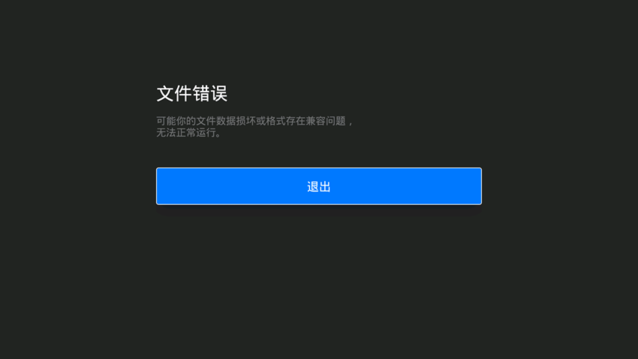 文件错误
可能你的文件数据损坏或格式存在兼容问题，
无法正常运行。
退出